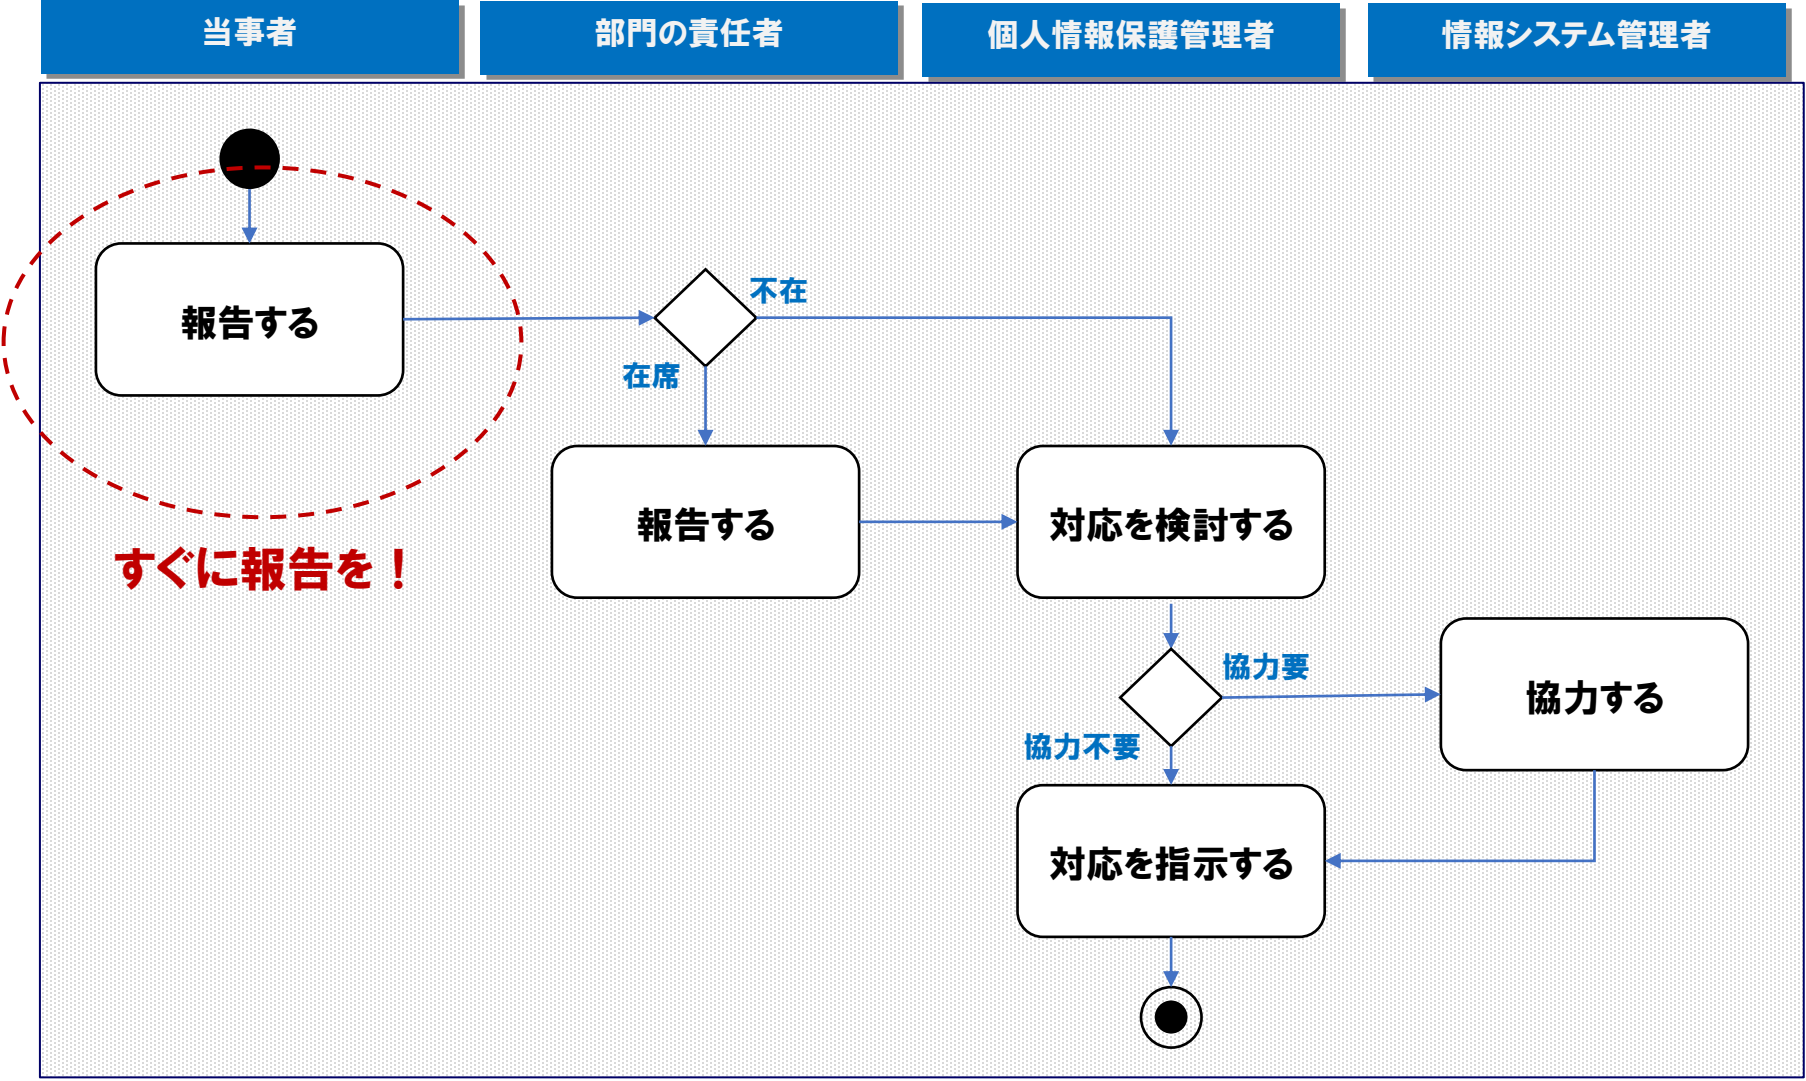 当事者
部門の責任者
個人情報保護管理者
情報システム管理者
報告する
不在
在席
報告する
対応を検討する
すぐに報告を！
協力要
協力する
協力不要
対応を指示する